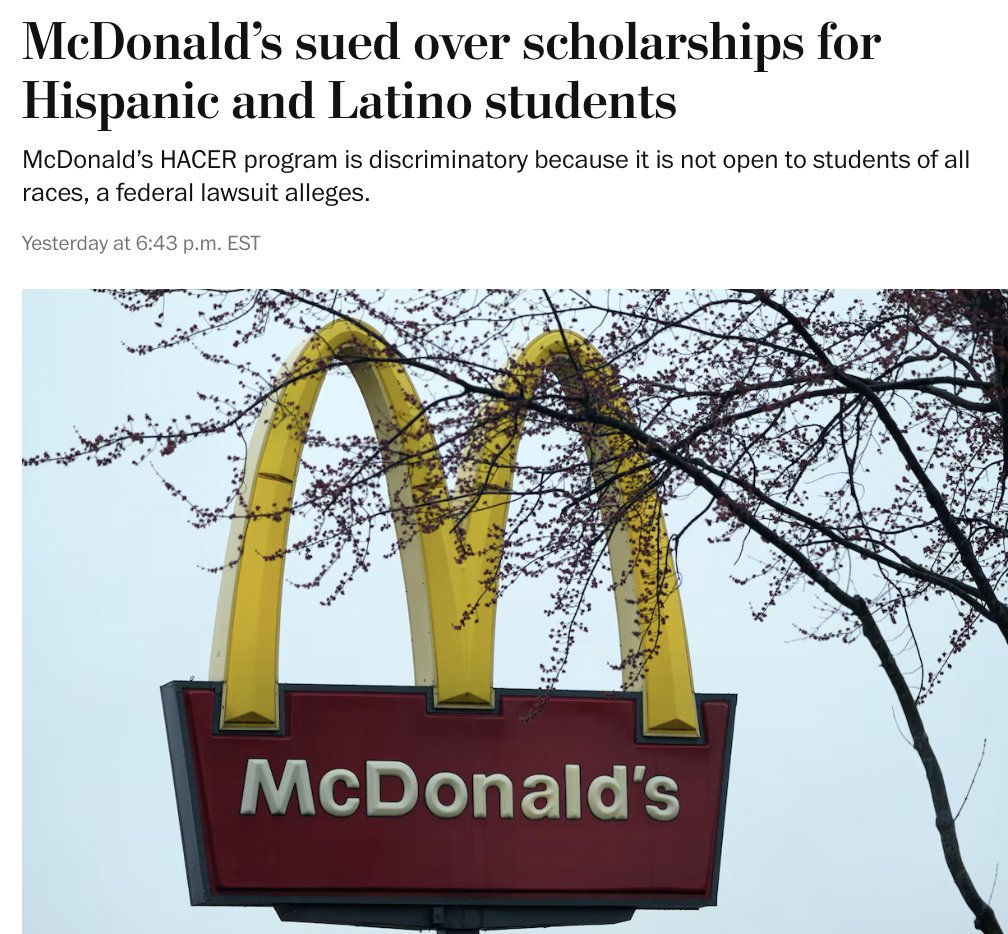 McDonald’s sued over scholarships for
Hispanic and Latino students
McDonald’s HACER program is discriminatory because it is not open to students of all
races, a federal lawsuit alleges.
Yesterday at 6:43 p.m. EST
McDonald’s